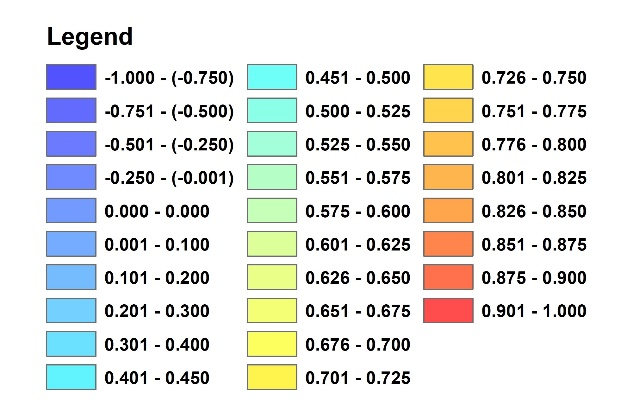 Legend
-1.000 - (-0.750)
-0.751 - (-0.500)
-0.501 - (-0.250)
-0.250 - (-0.001)
0.000 - 0.000
0.001 - 0.100
0.101 - 0.200
0.201 - 0.300
0.301 - 0.400
0.401 - 0.450
0.451 - 0.500
0.500 - 0.525
0.525 - 0.550
0.551 - 0.575
0.575 - 0.600
0.601 - 0.625
0.626 - 0.650
0.651 - 0.675
0.676 - 0.700
0.701 - 0.725
0.726 - 0.750
0.751 - 0.775
0.776 - 0.800
0.801 - 0.825
0.826 - 0.850
0.851 - 0.875
0.875 - 0.900
0.901 - 1.000